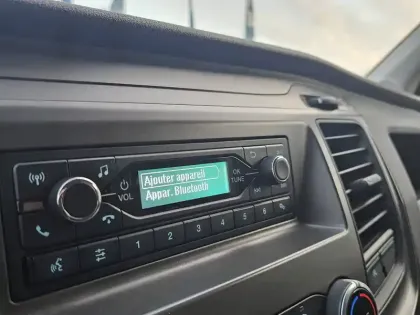 Ajouter appareil
Appar. Bluetooth
VOL
OK
TUNE
1
2
3
4
5
6